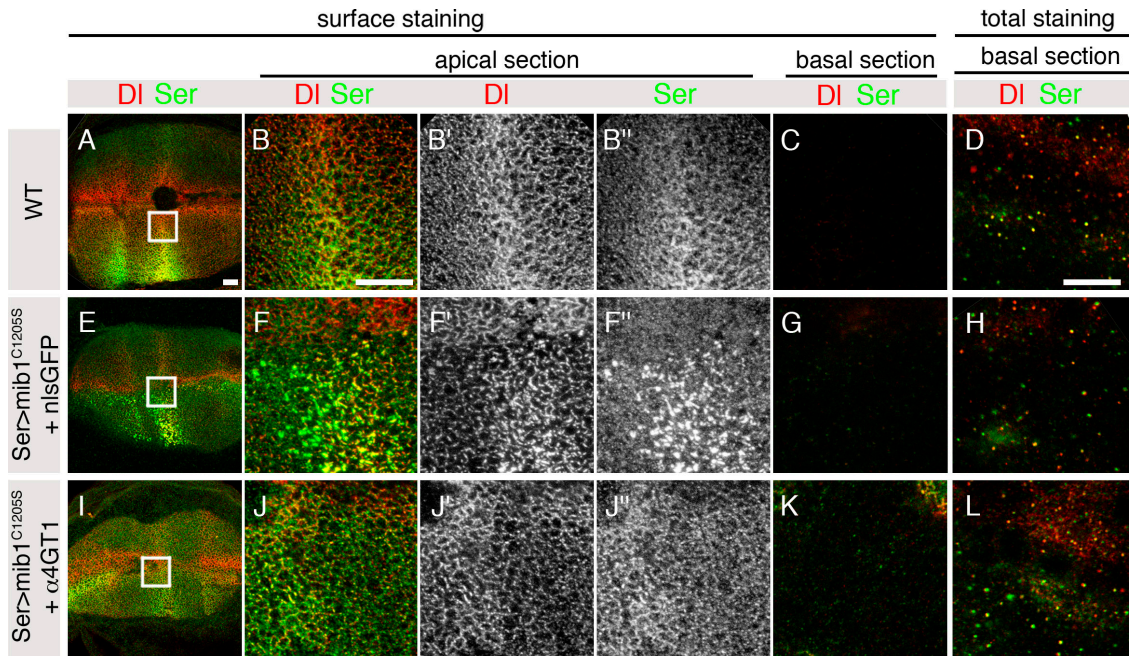 surface staining
total staining
apical section
basal section
basal section
Dl Ser
Dl Ser
Dl
Ser
Dl Ser
Dl Ser
WT
A
B
B'
B''
C
D
Ser>mib1C1205S
+ nlsGFP
E
F
F'
F''
G
H
Ser>mib1C1205S
+ α4GT1
I
J
J'
J''
K
L